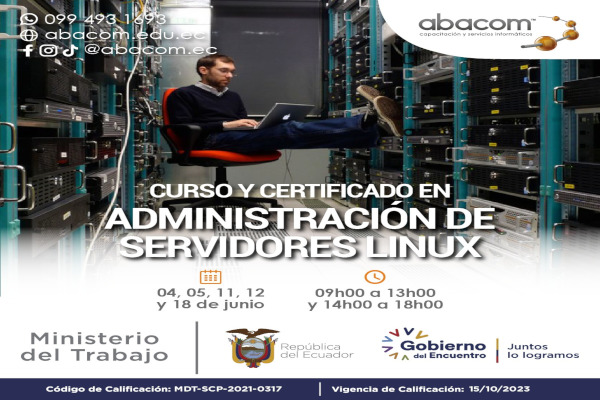 099 493 1693
abacom.edu.ec
@abacom.ec
abacom
capacitación y servicios informáticos
CURSO Y CERTIFICADO EN
ADMINISTRACIÓN DE
SERVIDORES LINUX
04, 05, 11, 12
y 18 de junio
09h00 a 13h00
y 14h00 a 18h00
Ministerio
del Trabajo
República
del Ecuador
Gobierno
del Encuentro
Juntos
lo logramos
Código de Calificación: MDT-SCP-2021-0317
Vigencia de Calificación: 15/10/2023